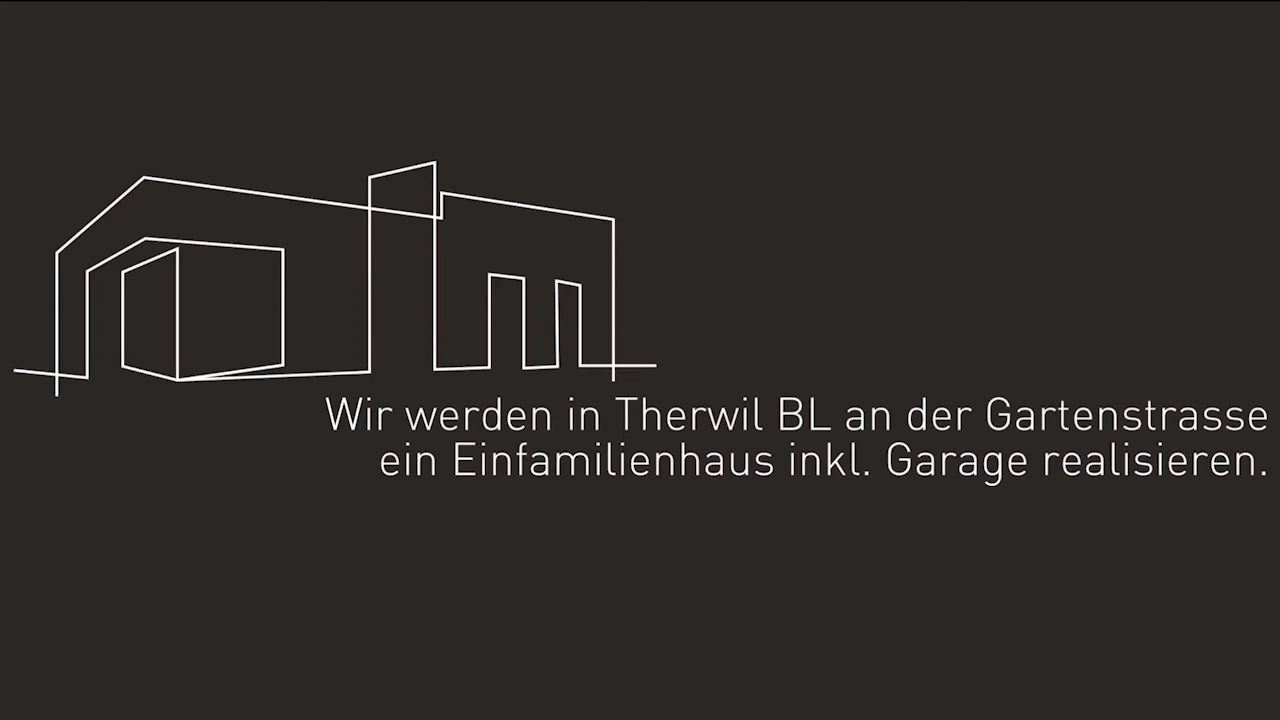 Wir werden in Therwil BL an der Gartenstrasse
ein Einfamilienhaus inkl. Garage realisieren.